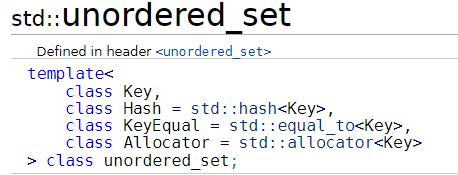 std::unordered_set
Defined in header <unordered_set>
template<
    class Key,
    class Hash = std::hash<Key>,
    class KeyEqual = std::equal_to<Key>,
    class Allocator = std::allocator<Key>
> class unordered_set;